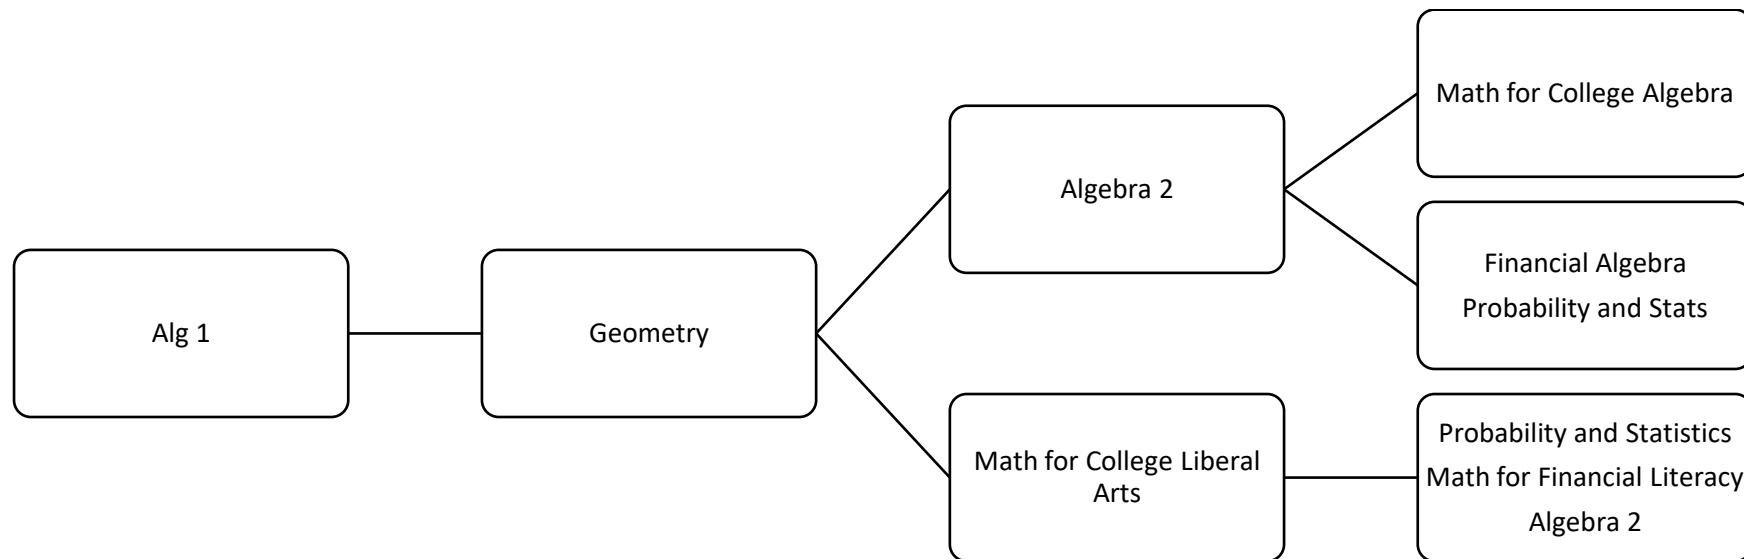 Alg 1
Geometry
Algebra 2
Math for College Liberal
Arts
Math for College Algebra
Financial Algebra
Probability and Stats
Probability and Statistics
Math for Financial Literacy
Algebra 2